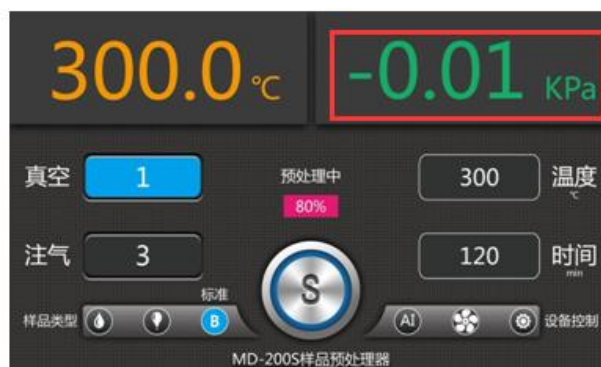 300.0 ℃ -0.01 KPa
真空 1 预处理中 300 温度 ℃
80%
注气 3 S 120 时间 min
标准
样品类型 B AI 设备控制
MD-200S样品预处理器